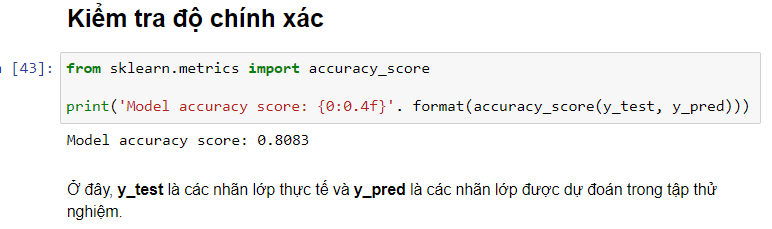 Kiểm tra độ chính xác
[43]:
from sklearn.metrics import accuracy_score
print('Model accuracy score: {0:0.4f}'. format(accuracy_score(y_test, y_pred)))
Model accuracy score: 0.8083
Ở đây, y_test là các nhãn lớp thực tế và y_pred là các nhãn lớp được dự đoán trong tập thử
nghiệm.